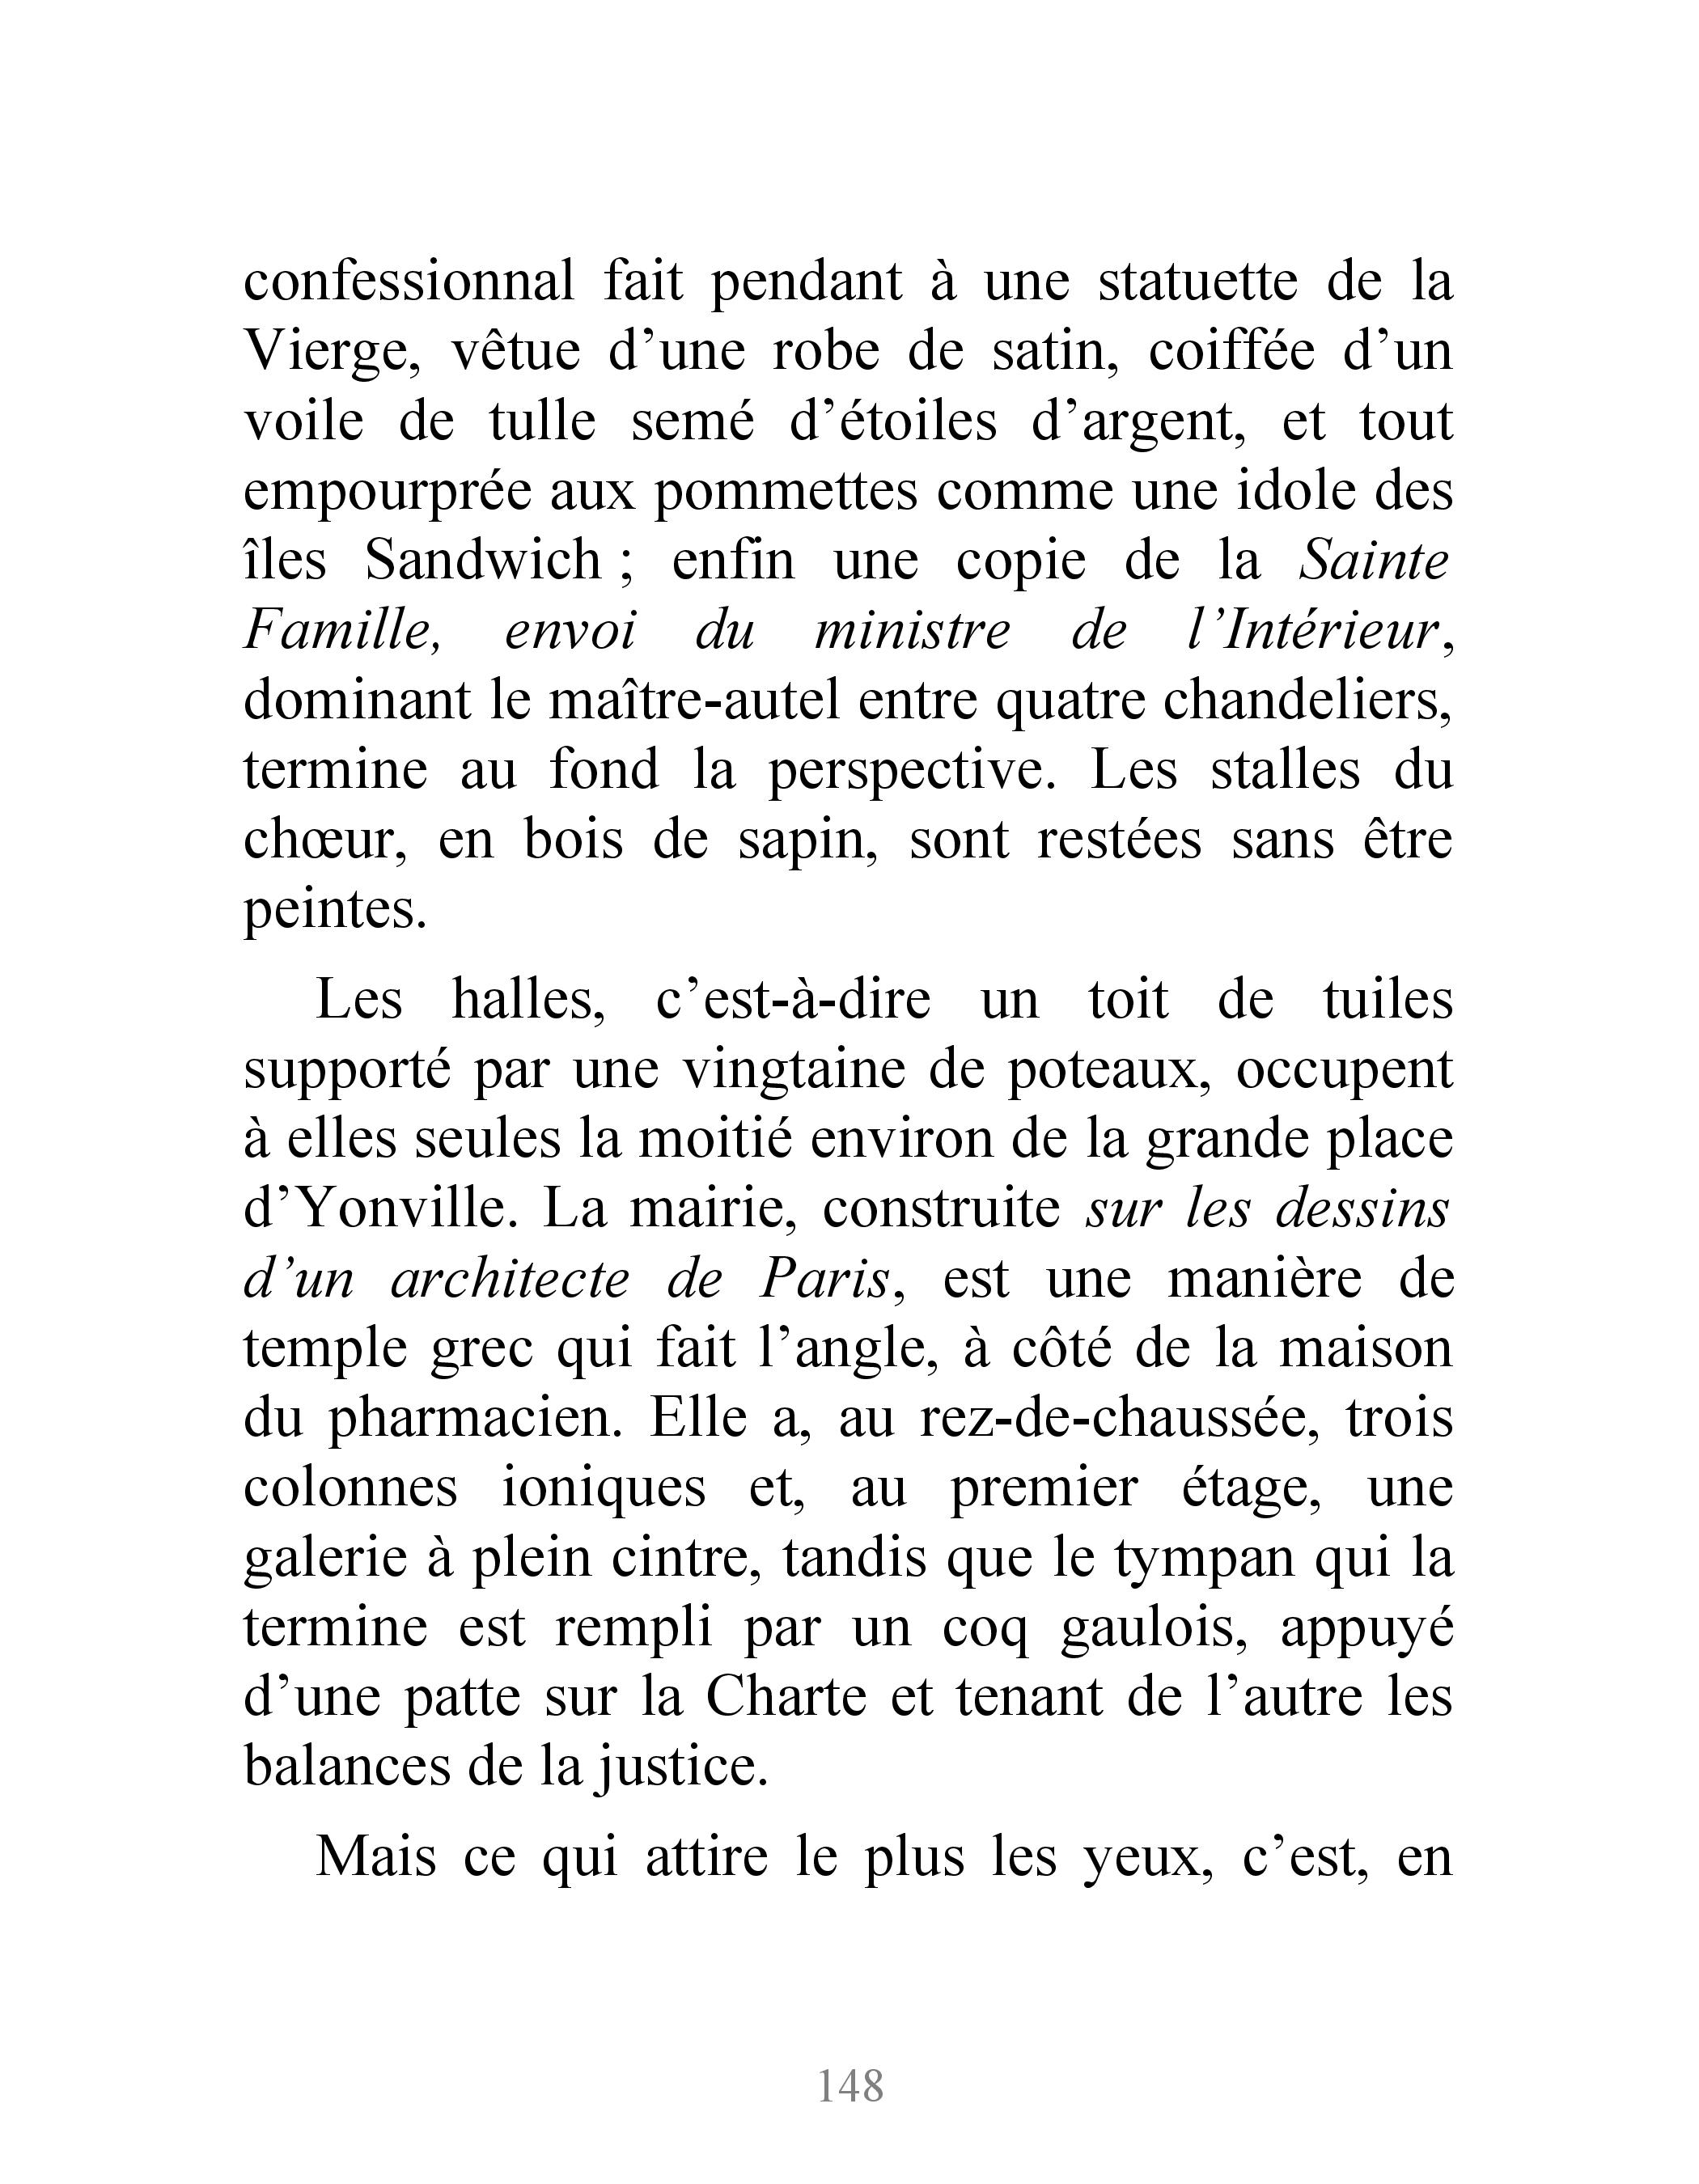 confessionnal fait pendant à une statuette de la
Vierge, vêtue d’une robe de satin, coiffée d’un
voile de tulle semé d’étoiles d’argent, et tout
empourprée aux pommettes comme une idole des
îles Sandwich ; enfin une copie de la Sainte
Famille, envoi du ministre de l’Intérieur,
dominant le maître-autel entre quatre chandeliers,
termine au fond la perspective. Les stalles du
chœur, en bois de sapin, sont restées sans être
peintes.
Les halles, c’est-à-dire un toit de tuiles
supporté par une vingtaine de poteaux, occupent
à elles seules la moitié environ de la grande place
d’Yonville. La mairie, construite sur les dessins
d’un architecte de Paris, est une manière de
temple grec qui fait l’angle, à côté de la maison
du pharmacien. Elle a, au rez-de-chaussée, trois
colonnes ioniques et, au premier étage, une
galerie à plein cintre, tandis que le tympan qui la
termine est rempli par un coq gaulois, appuyé
d’une patte sur la Charte et tenant de l’autre les
balances de la justice.
Mais ce qui attire le plus les yeux, c’est, en
148